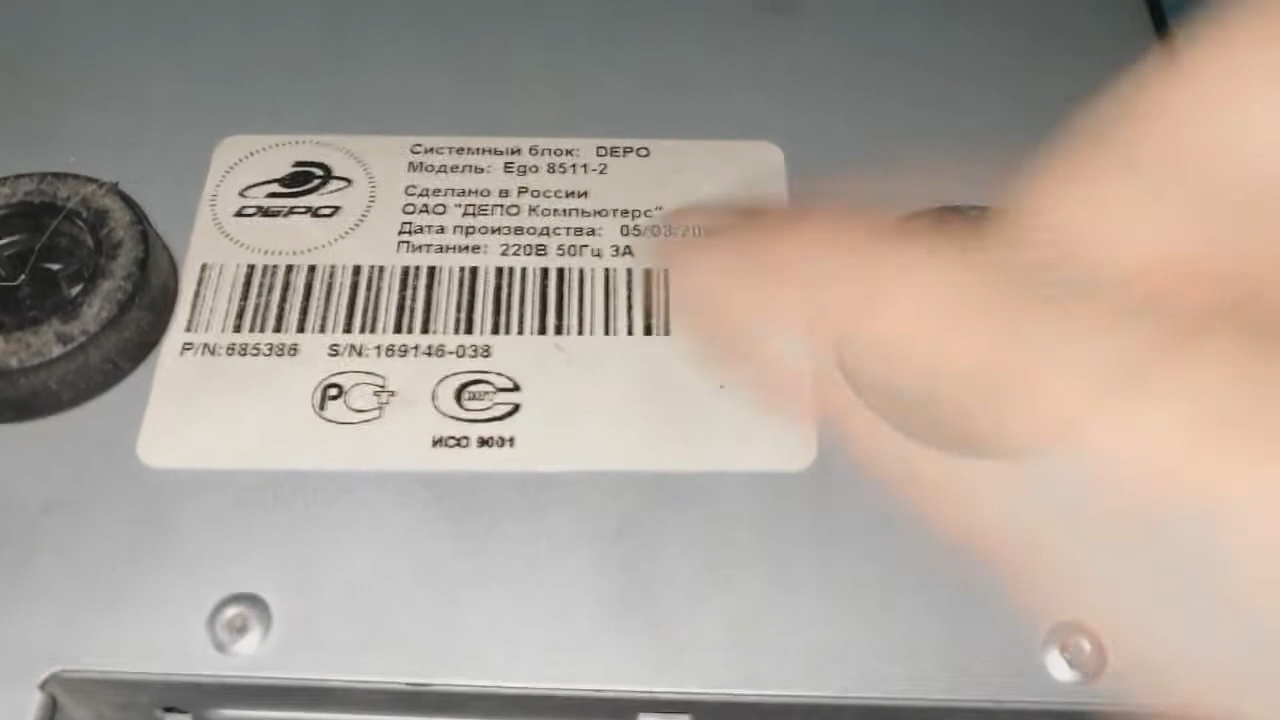 DEPO
Системный блок: DEPO
Модель: Ego 8511-2
Сделано в России
ОАО "ДЕПО Компьютерс"
Дата производства: 05/03/20
Питание: 220В 50Гц 3А
P/N:685386 S/N:169146-038
РСТ
ИСО 9001